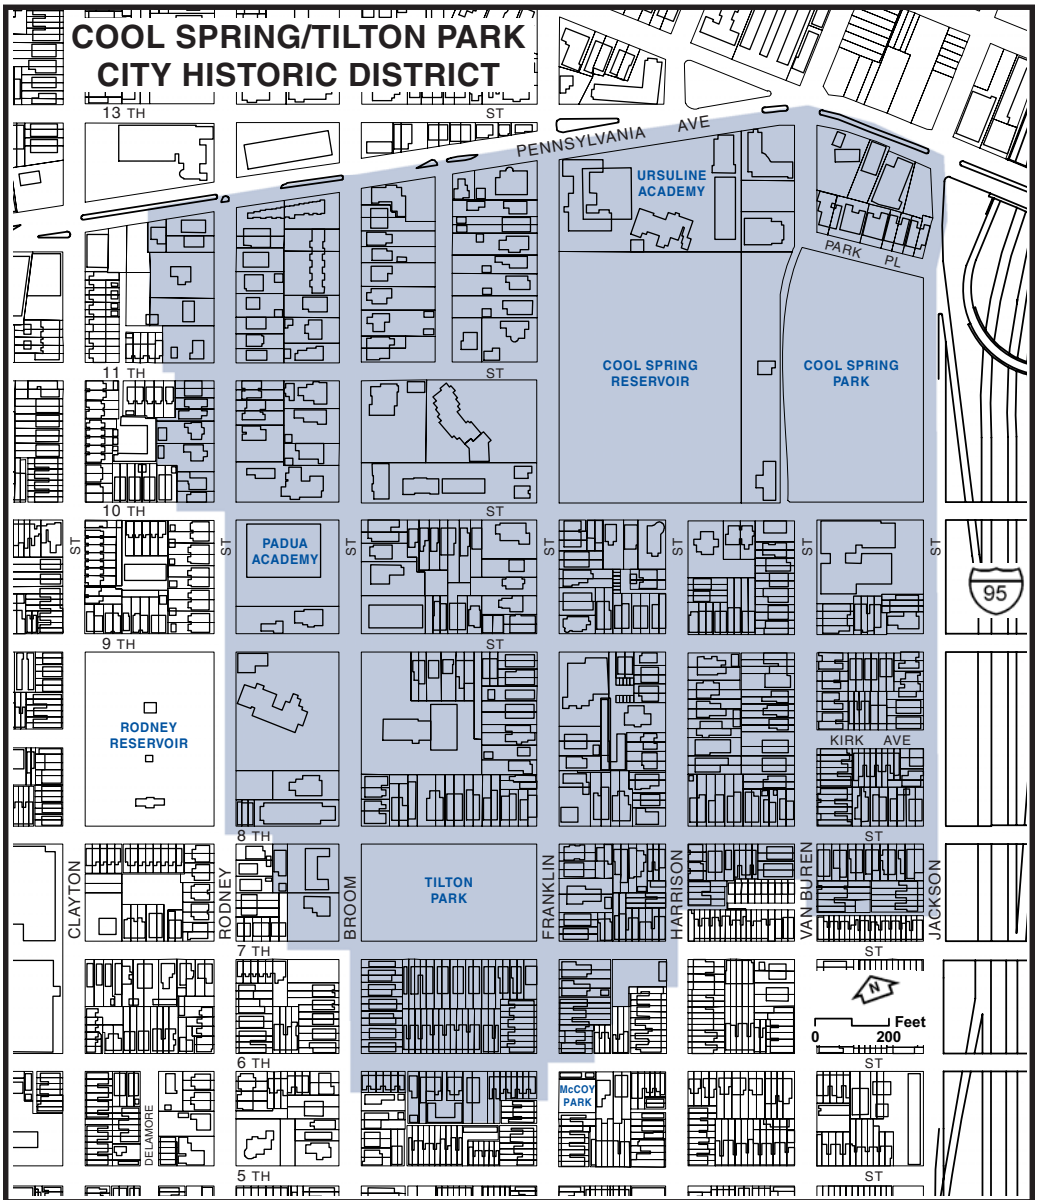 COOL SPRING/TILTON PARK
CITY HISTORIC DISTRICT
13 TH
ST
PENNSYLVANIA AVE
URSULINE
ACADEMY
PARK PL
COOL SPRING
RESERVOIR
COOL SPRING
PARK
11 TH
ST
10 TH
ST
ST
ST
ST
ST
ST
ST
ST
PADUA
ACADEMY
95
9 TH
ST
RODNEY
RESERVOIR
KIRK AVE
8 TH
ST
CLAYTON
RODNEY
BROOM
TILTON
PARK
FRANKLIN
HARRISON
VAN BUREN
JACKSON
7 TH
ST
N
Feet
0 200
6 TH
ST
McCOY
PARK
DELAMORE
5 TH
ST